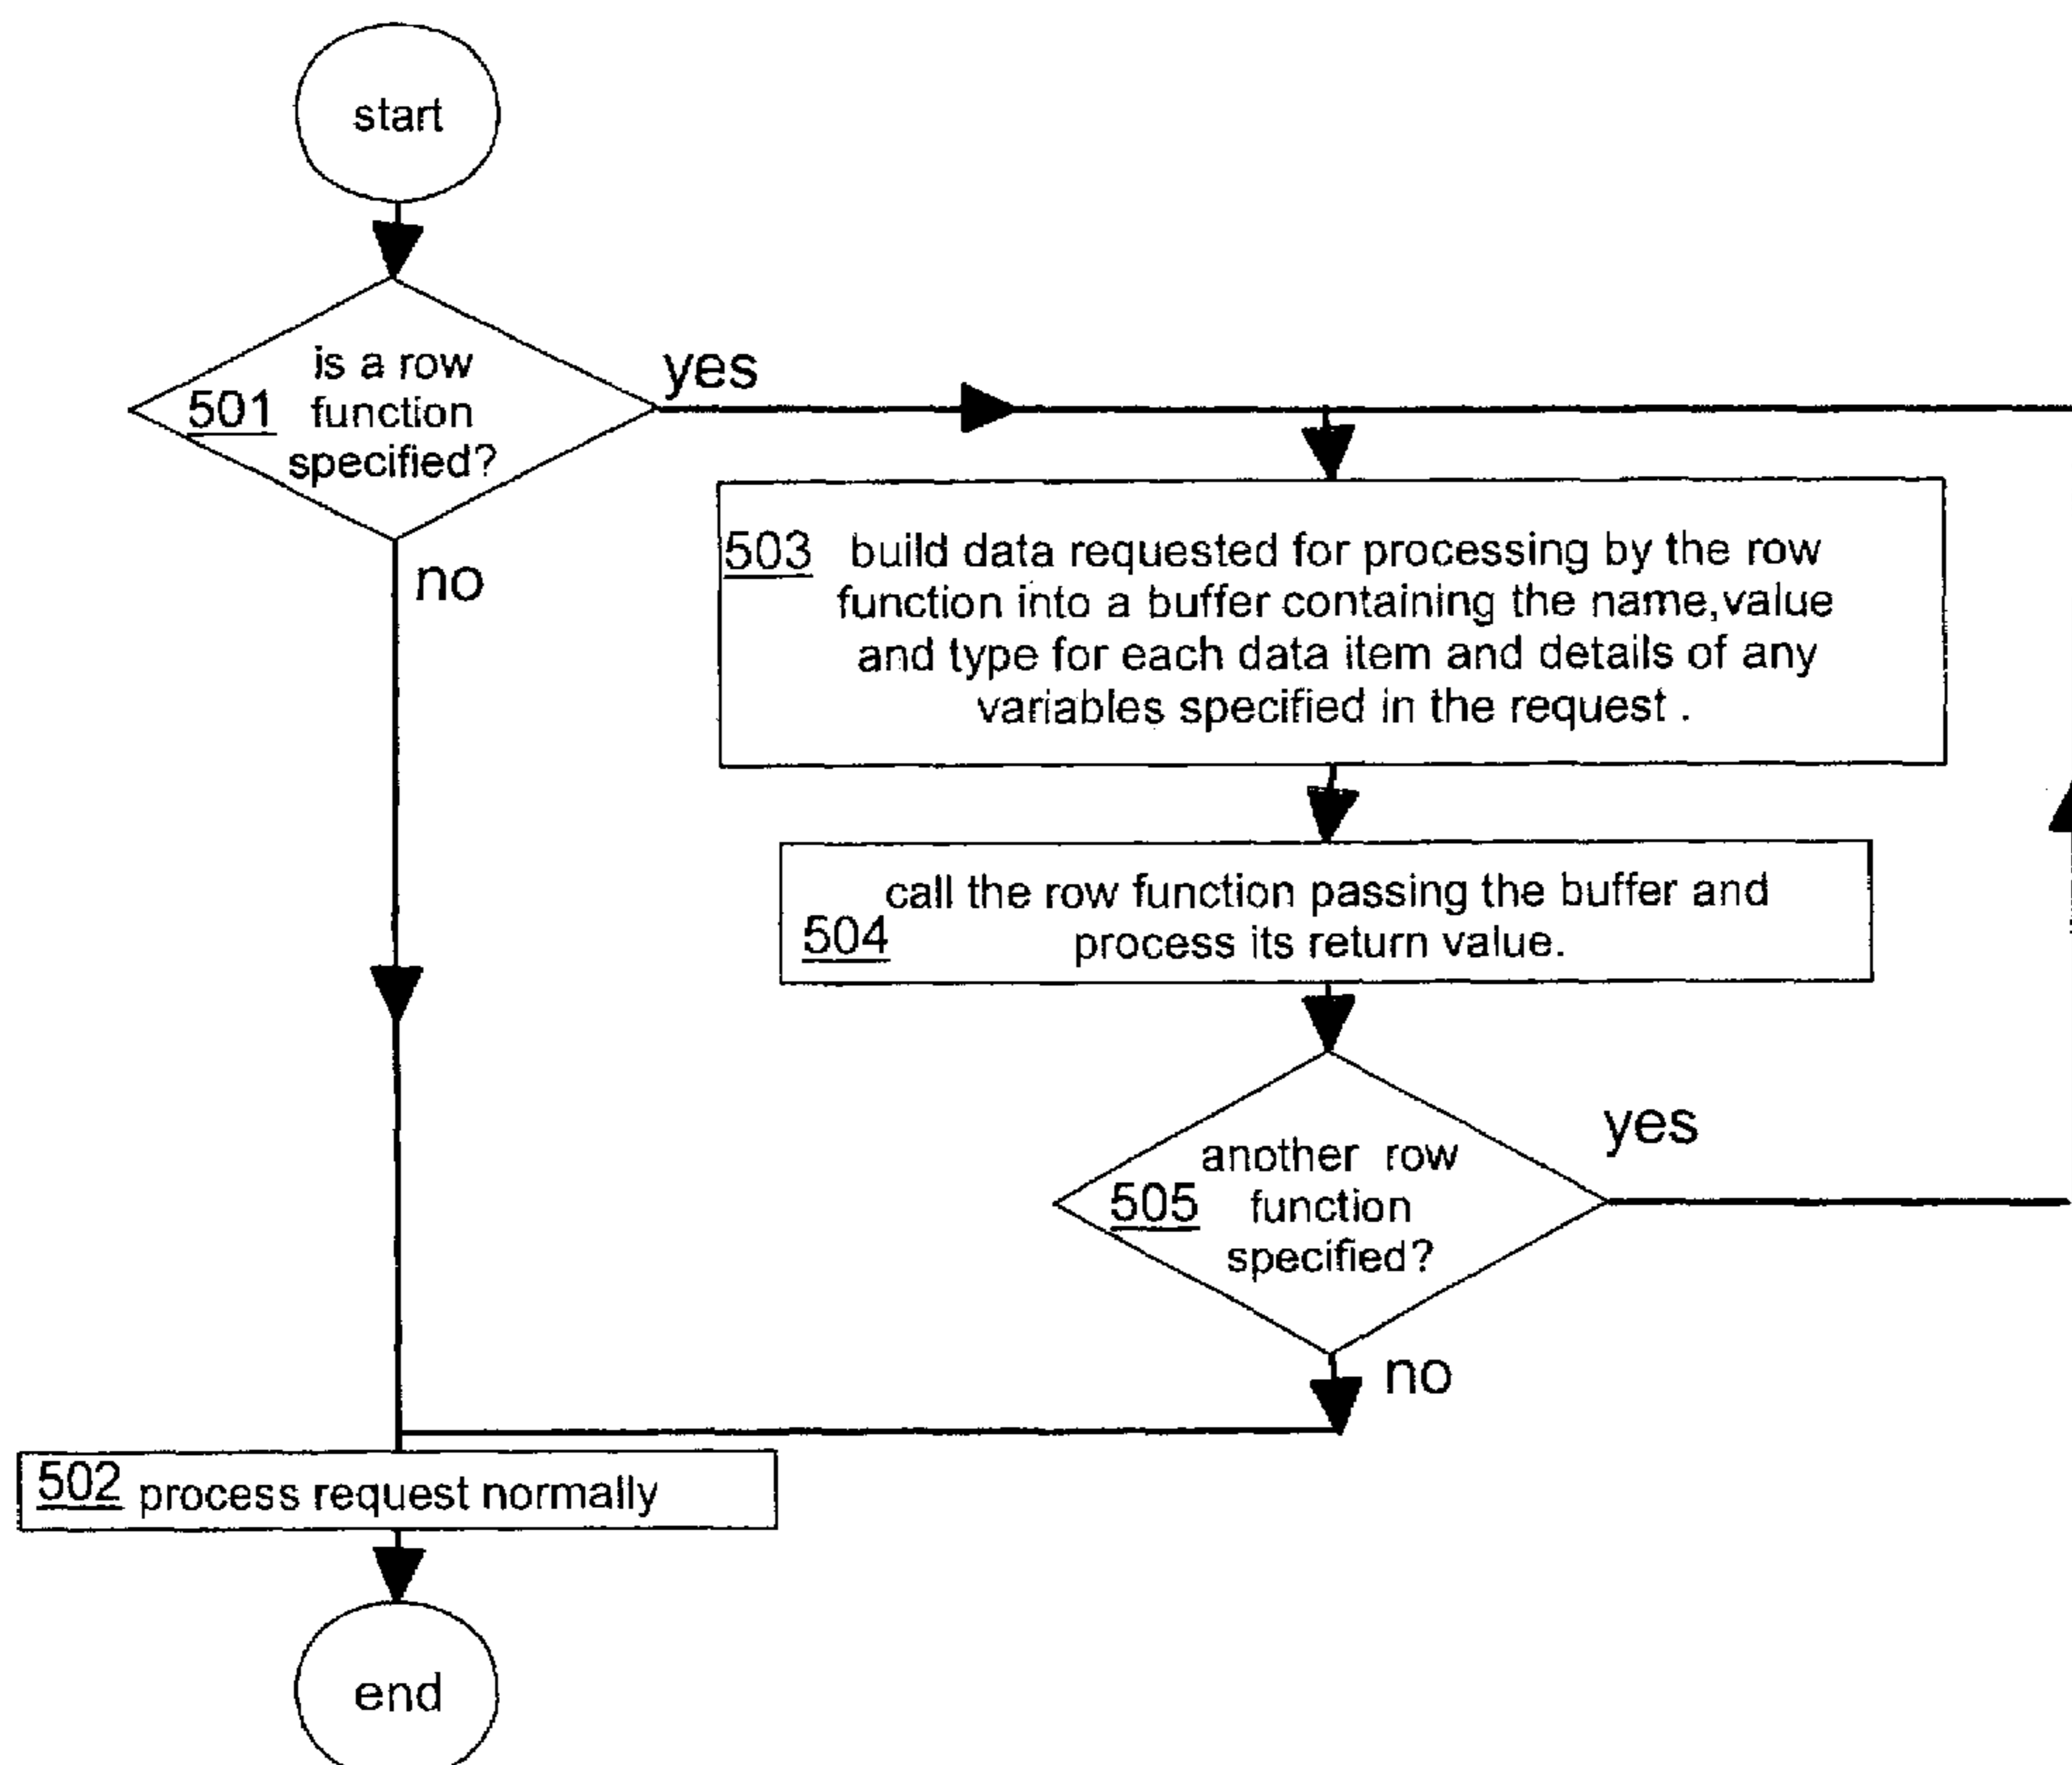 start
is a row
501 function
specified?
yes
no
503 build data requested for processing by the row
function into a buffer containing the name,value
and type for each data item and details of any
variables specified in the request .
call the row function passing the buffer and
504 process its return value.
another row
505 function
specified?
yes
no
502 process request normally
end